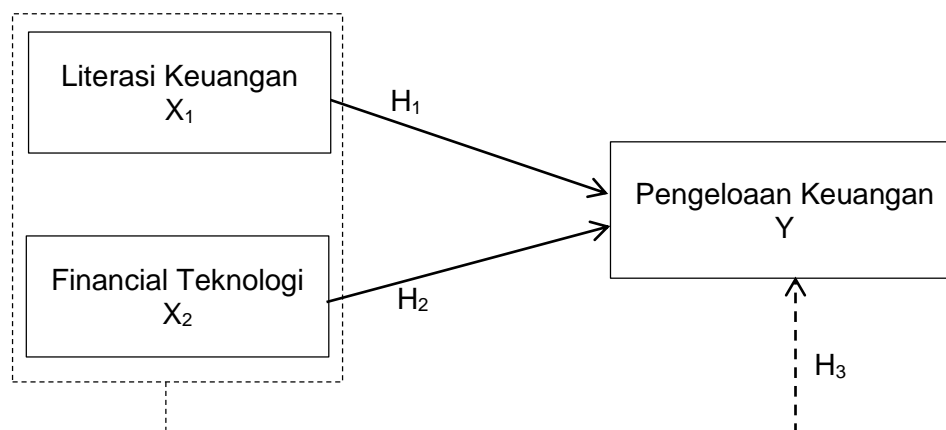 Literasi Keuangan
X₁
H₁
Pengeloaan Keuangan
Y
Financial Teknologi
X₂
H₂
H₃